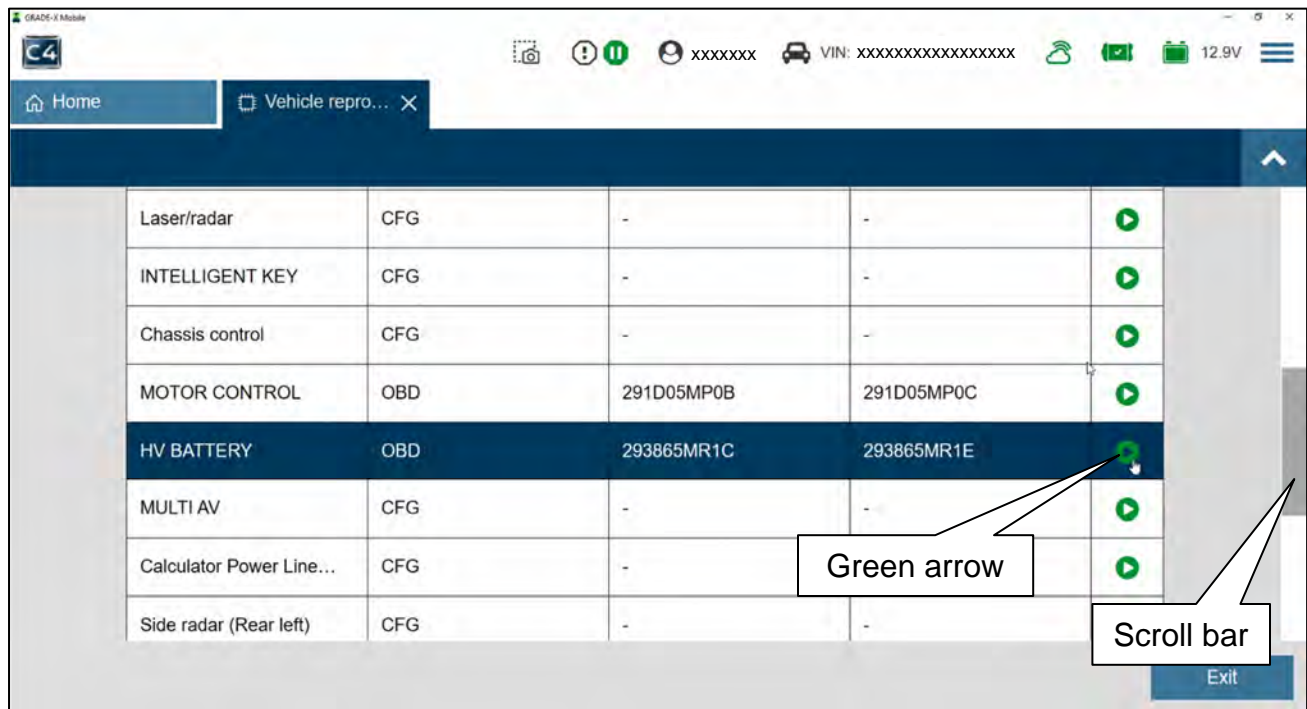 GRADE-X Mobile
C4 xxxxxxx VIN: xxxxxxxxxxxxxxxxx 12.9V
Home Vehicle repro...
Laser/radar CFG - -
INTELLIGENT KEY CFG - -
Chassis control CFG - -
MOTOR CONTROL OBD 291D05MP0B 291D05MP0C
HV BATTERY OBD 293865MR1C 293865MR1E
MULTI AV CFG - -
Calculator Power Line... CFG -
Green arrow
Side radar (Rear left) CFG - -
Scroll bar
Exit